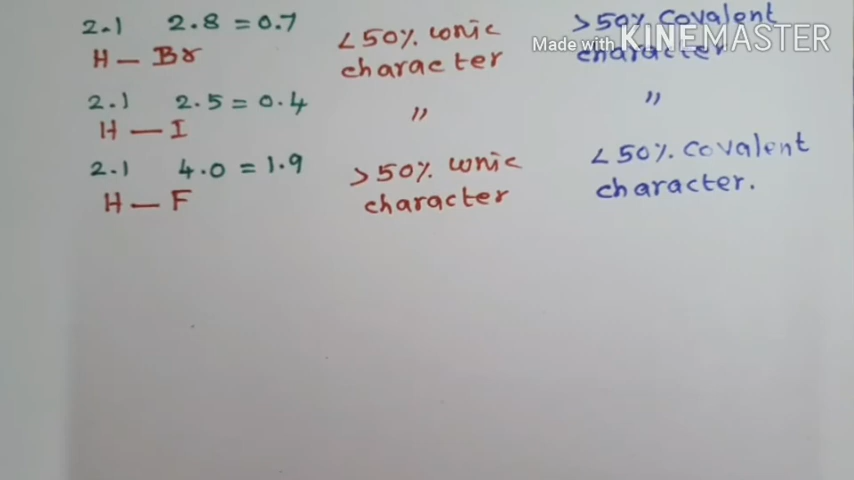 2.1 2.8 = 0.7 < 50% ionic > 50% Covalent
H — Br character character
Made with KINEMASTER
2.1 2.5 = 0.4 " "
H — I
2.1 4.0 = 1.9 > 50% ionic < 50% Covalent
H — F character character.